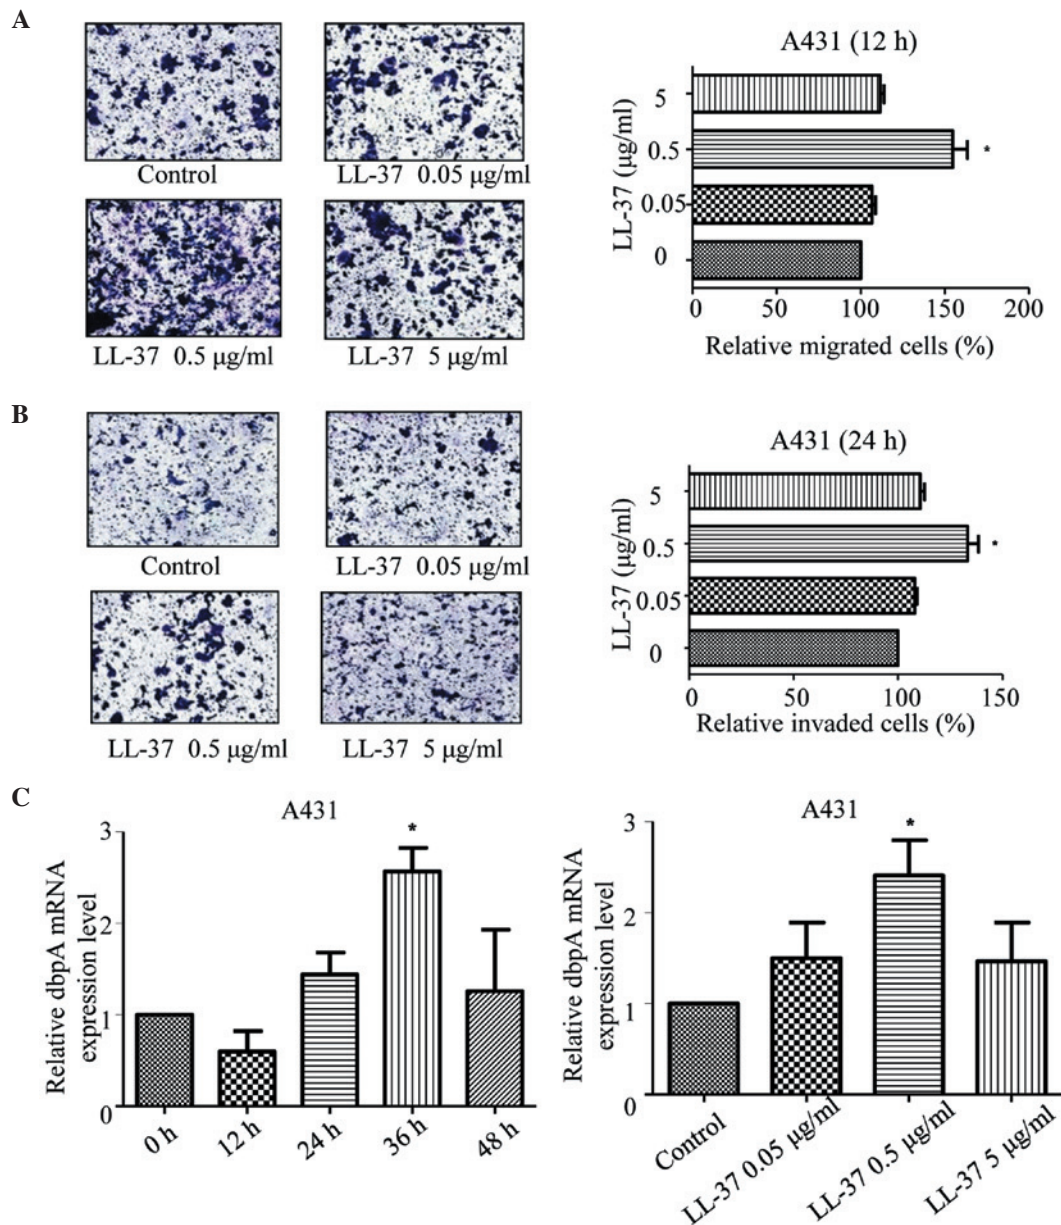 A
Control
LL-37 0.05 μg/ml
LL-37 0.5 μg/ml
LL-37 5 μg/ml
A431 (12 h)
LL-37 (μg/ml)
5
0.5
0.05
0
0 50 100 150 200
*
Relative migrated cells (%)
B
Control
LL-37 0.05 μg/ml
LL-37 0.5 μg/ml
LL-37 5 μg/ml
A431 (24 h)
LL-37 (μg/ml)
5
0.5
0.05
0
0 50 100 150
*
Relative invaded cells (%)
C
A431
Relative dbpA mRNA
expression level
3
2
1
0
*
0 h
12 h
24 h
36 h
48 h
A431
Relative dbpA mRNA
expression level
3
2
1
0
*
Control
LL-37 0.05 μg/ml
LL-37 0.5 μg/ml
LL-37 5 μg/ml